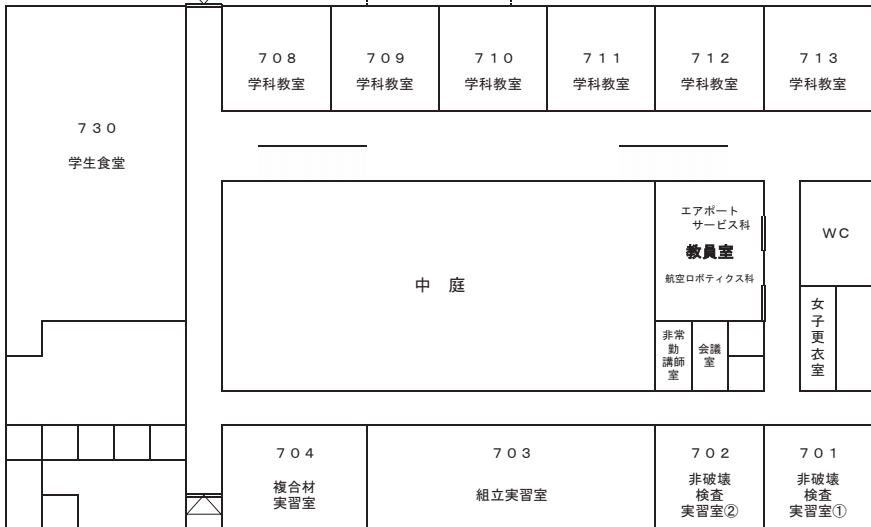 ７０８
学科教室
７０９
学科教室
７１０
学科教室
７１１
学科教室
７１２
学科教室
７１３
学科教室
７３０
学生食堂
中　庭
エアポート
サービス科
教員室
航空ロボティクス科
ＷＣ
非常
勤
講師
室
会議
室
女
子
更
衣
室
７０４
複合材
実習室
７０３
組立実習室
７０２
非破壊
検査
実習室②
７０１
非破壊
検査
実習室①